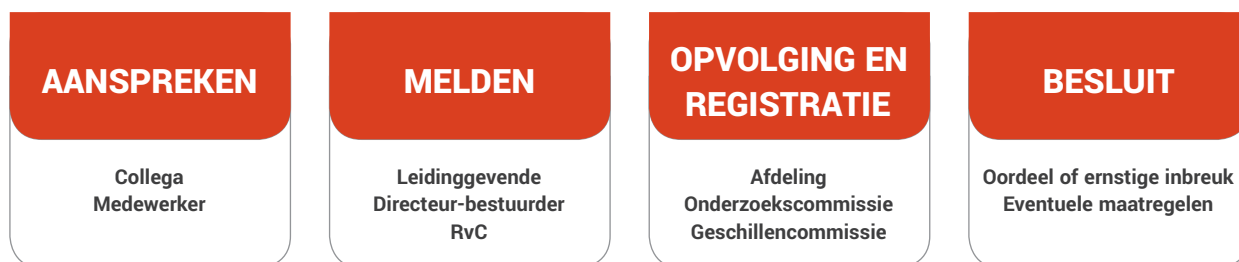 AANSPREKEN
Collega
Medewerker
MELDEN
Leidinggevende
Directeur-bestuurder
RvC
OPVOLGING EN
REGISTRATIE
Afdeling
Onderzoekscommissie
Geschillencommissie
BESLUIT
Oordeel of ernstige inbreuk
Eventuele maatregelen